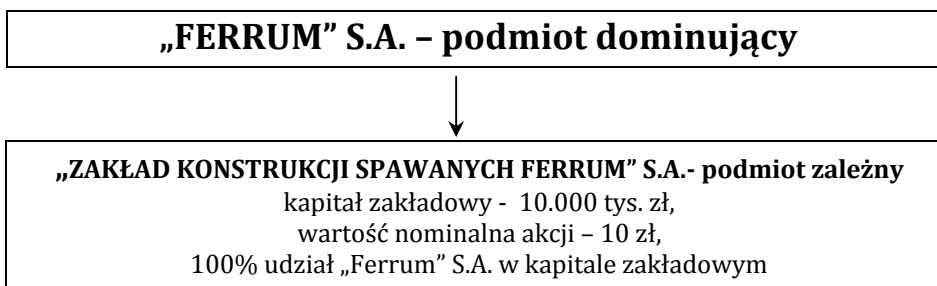 „FERRUM” S.A. – podmiot dominujący
„ZAKŁAD KONSTRUKCJI SPAWANYCH FERRUM” S.A.- podmiot zależny
kapitał zakładowy - 10.000 tys. zł,
wartość nominalna akcji – 10 zł,
100% udział „Ferrum” S.A. w kapitale zakładowym